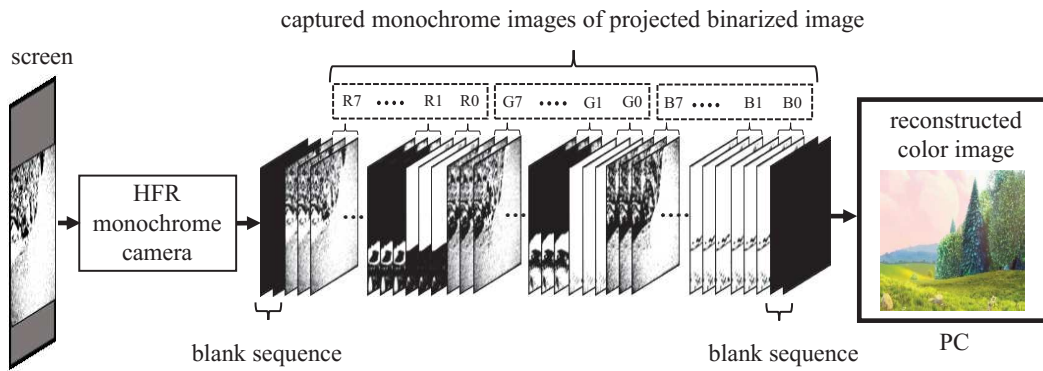 captured monochrome images of projected binarized image
screen
R7 •••• R1 R0 G7 •••• G1 G0 B7 •••• B1 B0
HFR
monochrome
camera
reconstructed
color image
blank sequence
blank sequence
PC